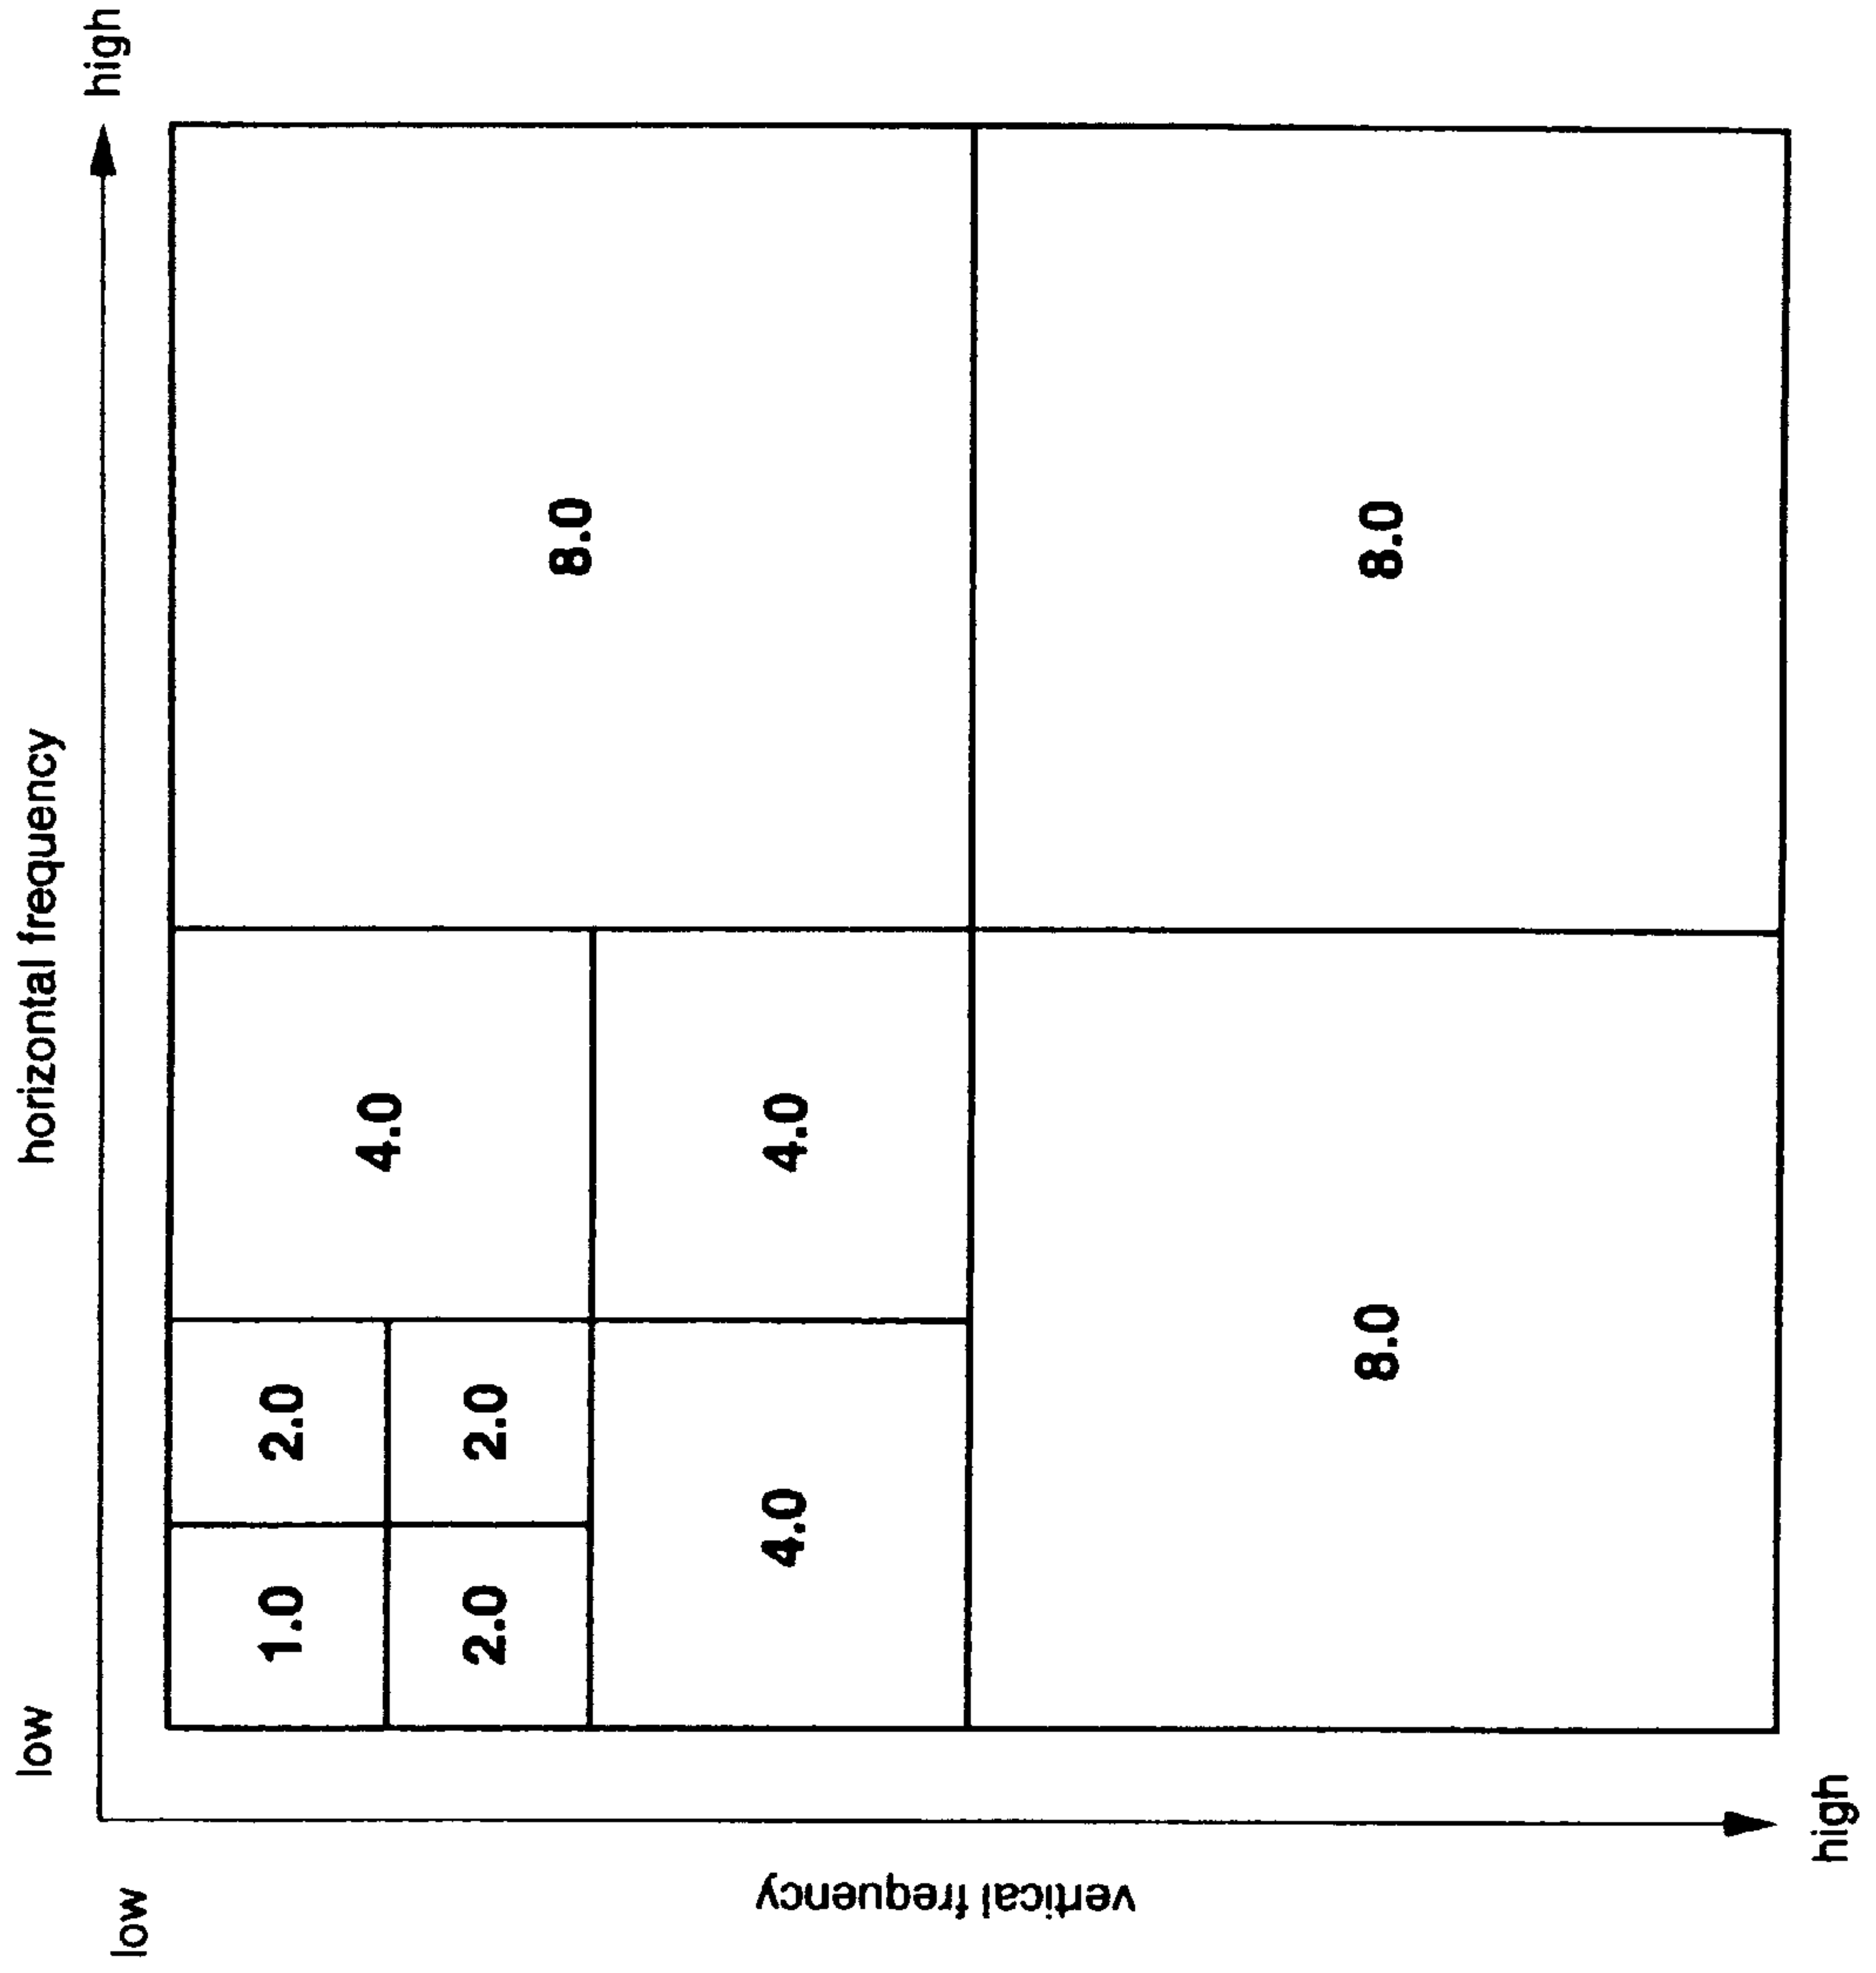 low horizontal frequency high
low
1.0 2.0
4.0
2.0 2.0
8.0
4.0 4.0
vertical frequency
8.0 8.0
high